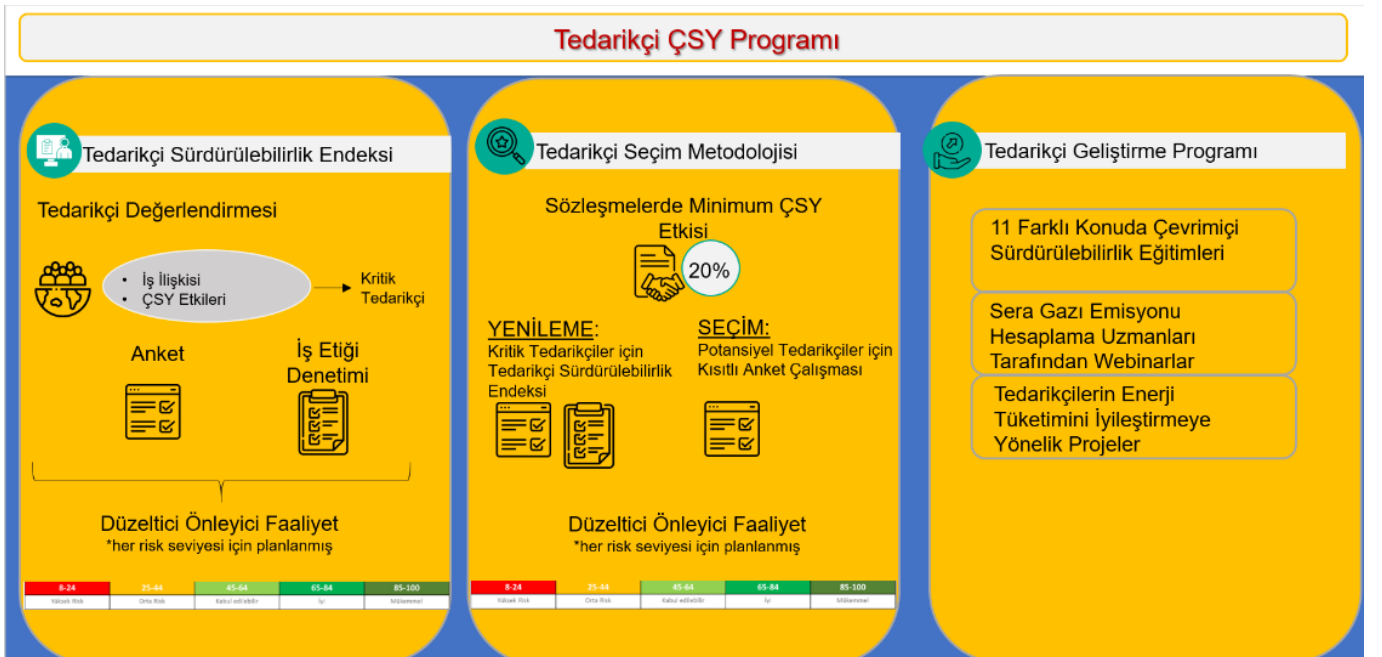 Tedarikçi ÇSY Programı
Tedarikçi Sürdürülebilirlik Endeksi
Tedarikçi Değerlendirmesi
• İş İlişkisi
• ÇSY Etkileri
Kritik
Tedarikçi
Anket
İş Etiği
Denetimi
Düzeltici Önleyici Faaliyet
*her risk seviyesi için planlanmış
8-24 25-44 45-64 65-84 85-100
Yüksek Risk Orta Risk Kabul edilebilir İyi Mükemmel
Tedarikçi Seçim Metodolojisi
Sözleşmelerde Minimum ÇSY
Etkisi
20%
YENİLEME:
Kritik Tedarikçiler için
Tedarikçi Sürdürülebilirlik
Endeksi
SEÇİM:
Potansiyel Tedarikçiler için
Kısıtlı Anket Çalışması
Düzeltici Önleyici Faaliyet
*her risk seviyesi için planlanmış
8-24 25-44 45-64 65-84 85-100
Yüksek Risk Orta Risk Kabul edilebilir İyi Mükemmel
Tedarikçi Geliştirme Programı
11 Farklı Konuda Çevrimiçi
Sürdürülebilirlik Eğitimleri
Sera Gazı Emisyonu
Hesaplama Uzmanları
Tarafından Webinarlar
Tedarikçilerin Enerji
Tüketimini İyileştirmeye
Yönelik Projeler